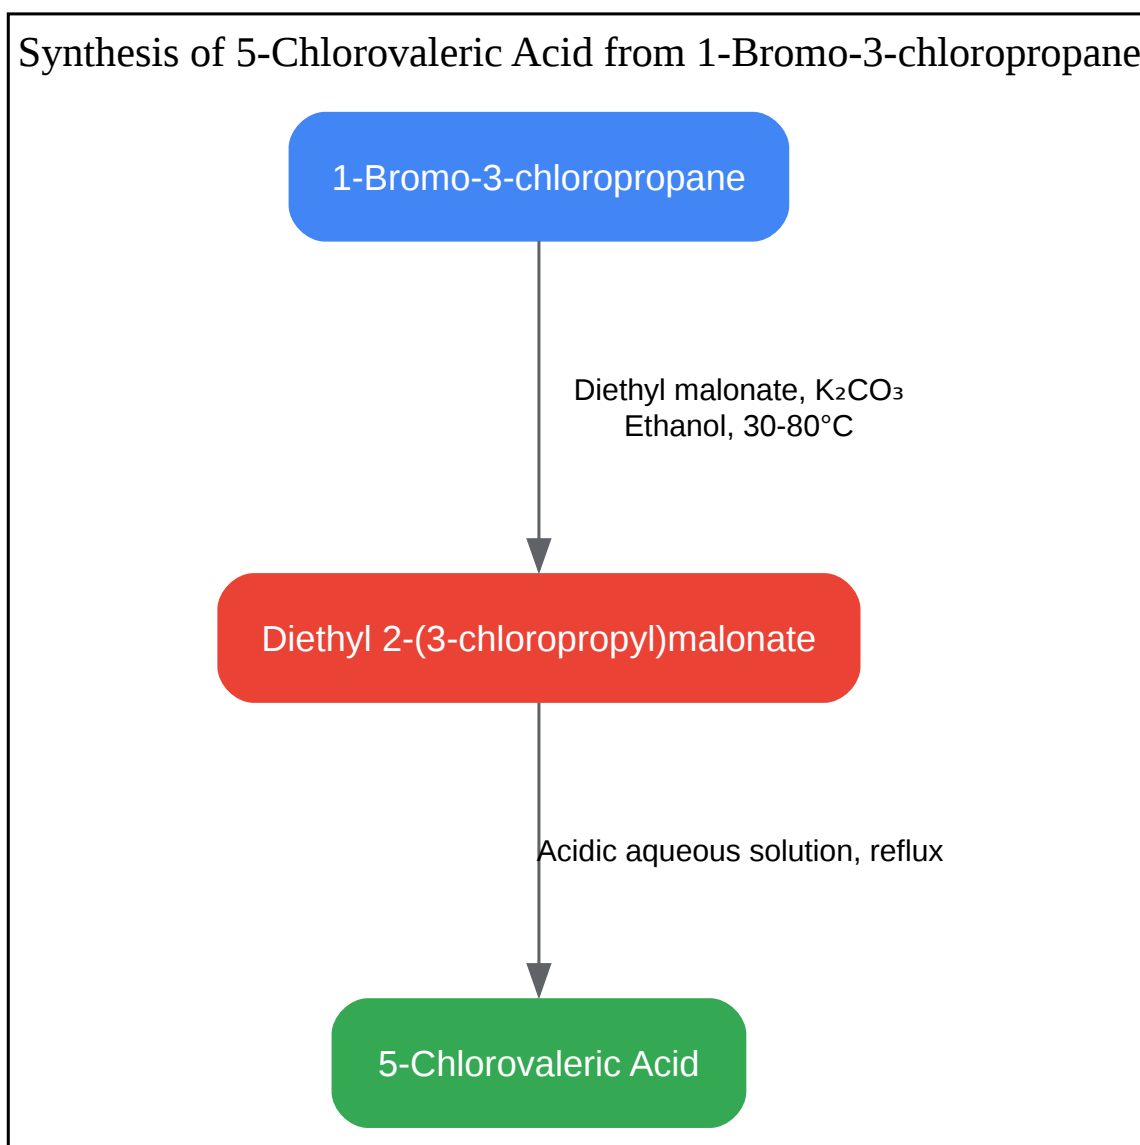 Synthesis of 5-Chlorovaleric Acid from 1-Bromo-3-chloropropane
1-Bromo-3-chloropropane
Diethyl malonate, K₂CO₃
Ethanol, 30-80°C
Diethyl 2-(3-chloropropyl)malonate
Acidic aqueous solution, reflux
5-Chlorovaleric Acid